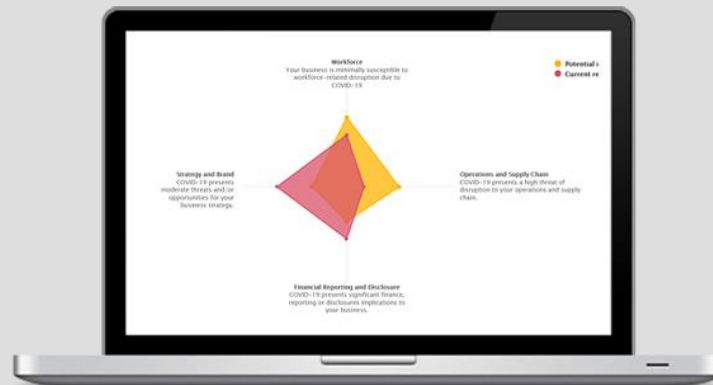 Workforce
Your business is minimally susceptible to
workforce-related disruption due to
COVID-19
Potential
Current re
Strategy and Brand
COVID-19 presents
moderate threats and/or
opportunities for your
business strategy.
Operations and Supply Chain
COVID-19 presents a high threat of
disruption to your operations and supply
chain.
Financial Reporting and Disclosure
COVID-19 presents significant finance,
reporting or disclosures implications to
your business.